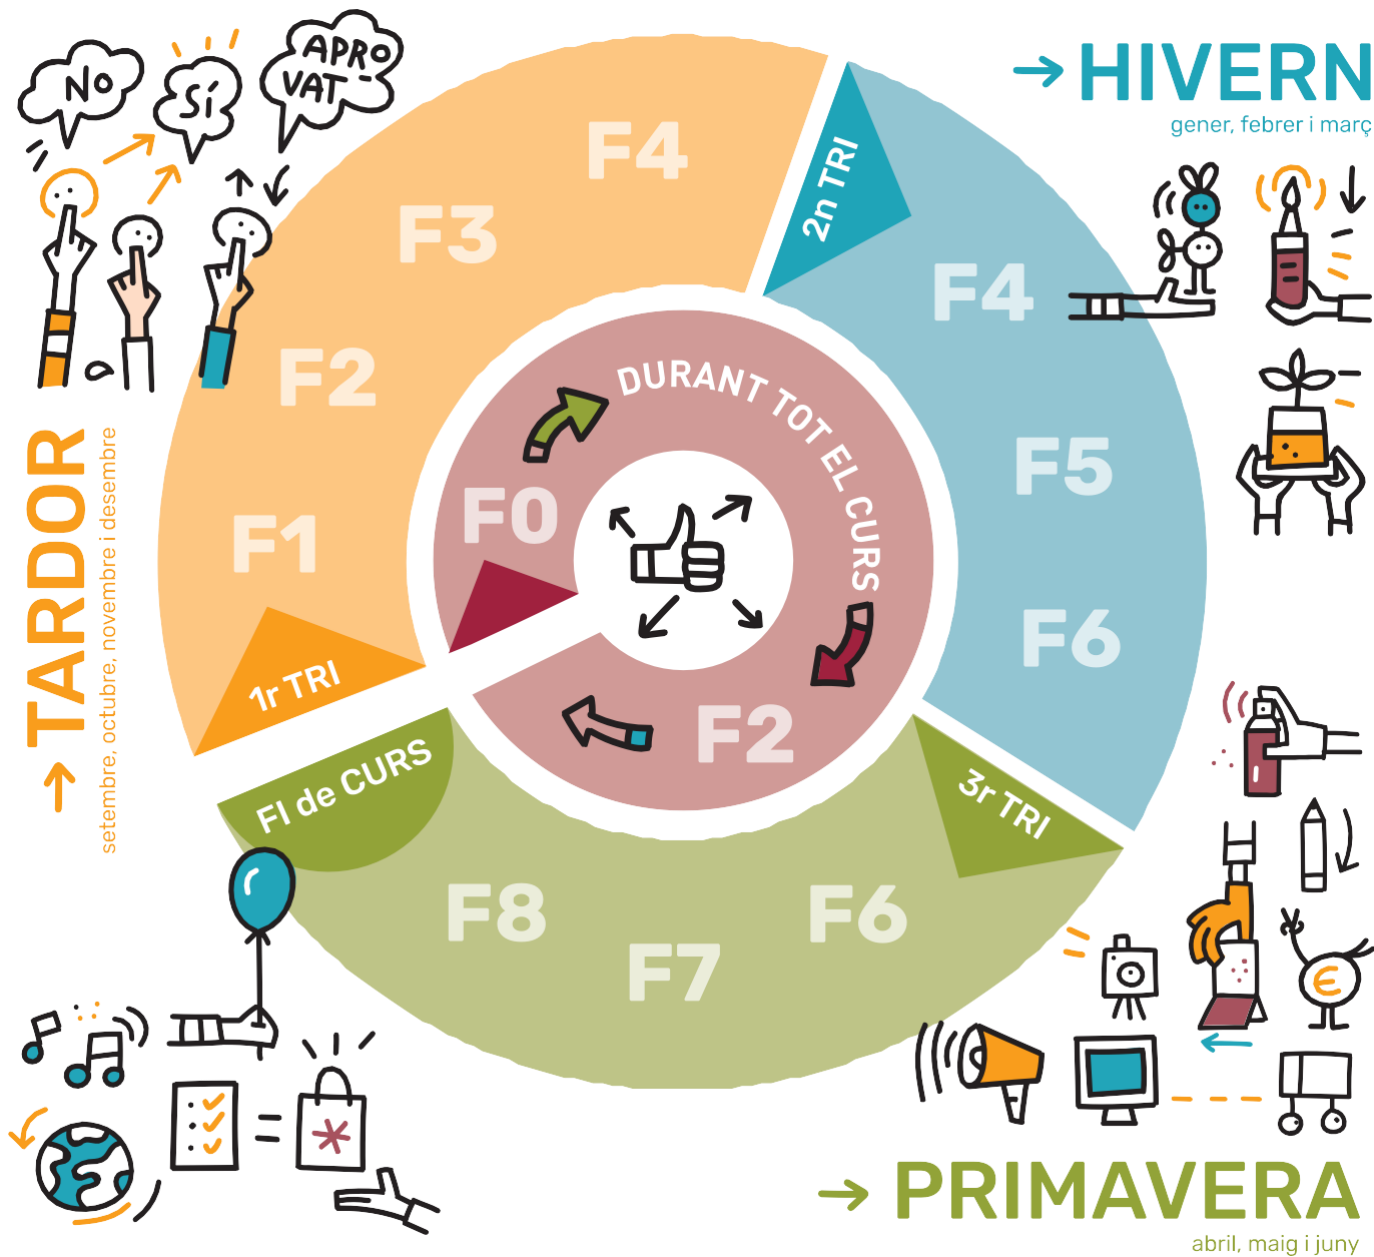 NO
SÍ
APRO
VAT-
→ HIVERN
gener, febrer i març
F4
F3
F2
F1
1r TRI
→ TARDOR
setembre, octubre, novembre i desembre
2n TRI
F4
F5
F6
DURANT TOT EL CURS
F0
F2
3r TRI
F6
F7
F8
FI de CURS
€
=
→ PRIMAVERA
abril, maig i juny